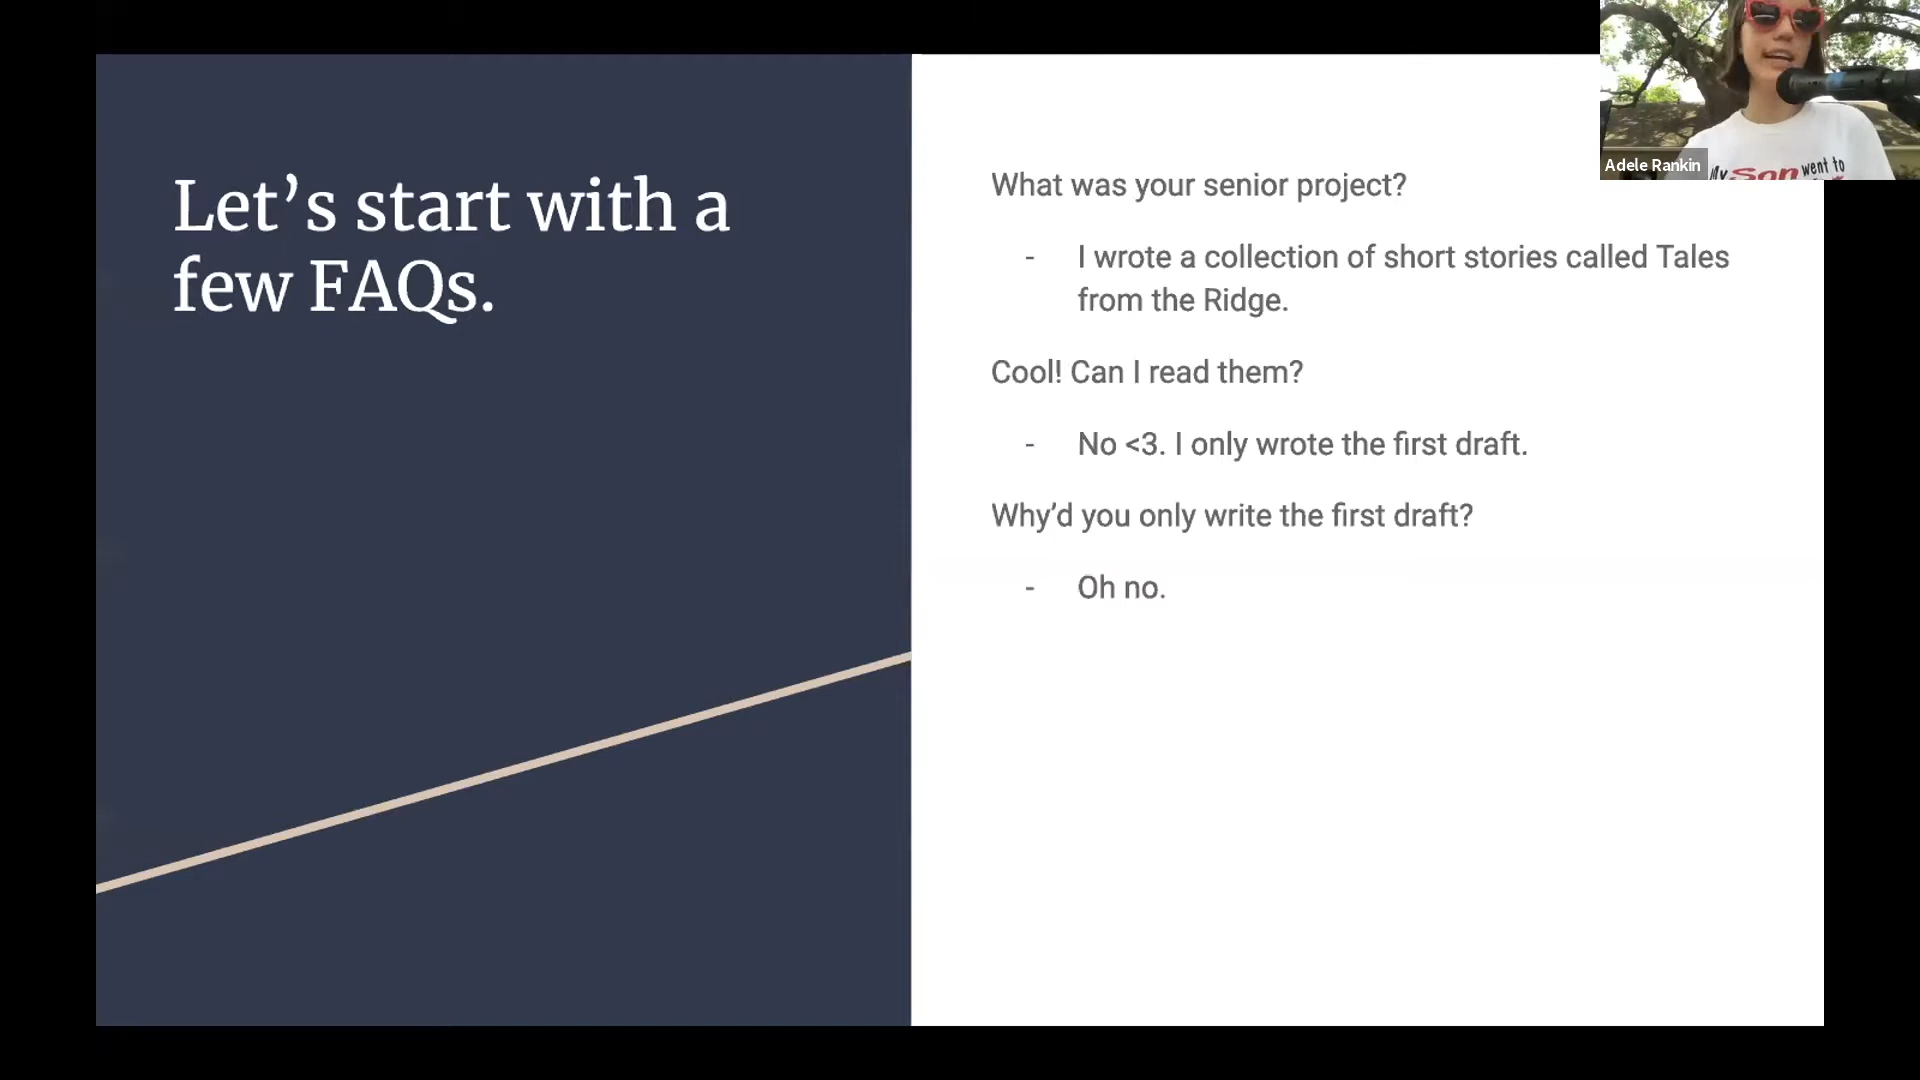 Let’s start with a
few FAQs.
What was your senior project?
- I wrote a collection of short stories called Tales
from the Ridge.
Cool! Can I read them?
- No <3. I only wrote the first draft.
Why’d you only write the first draft?
- Oh no.
Adele Rankin
My Son went to